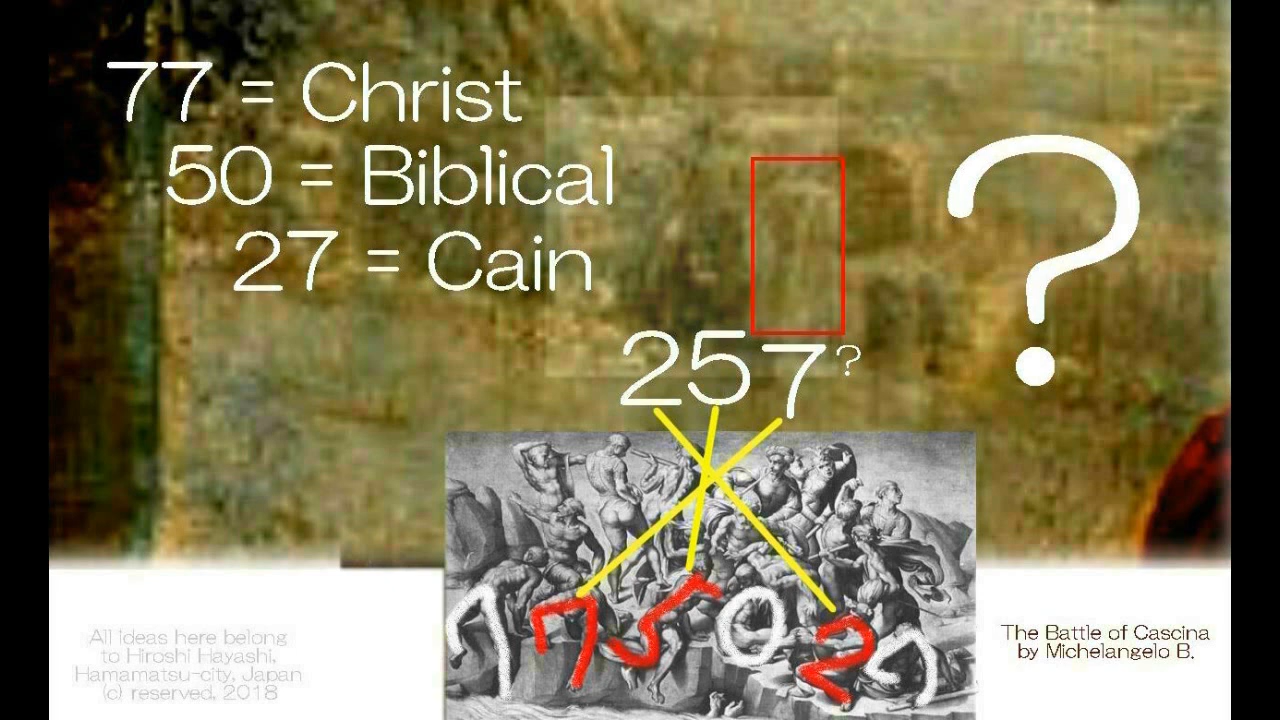 77 = Christ
50 = Biblical
27 = Cain
?
257?
775027
The Battle of Cascina
by Michelangelo B.
All ideas here belong
to Hiroshi Hayashi,
Hamamatsu-city, Japan
(c) reserved, 2018